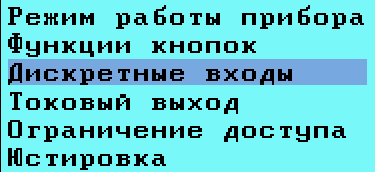 Режим работы прибора
Функции кнопок
Дискретные входы
Токовый выход
Ограничение доступа
Юстировка